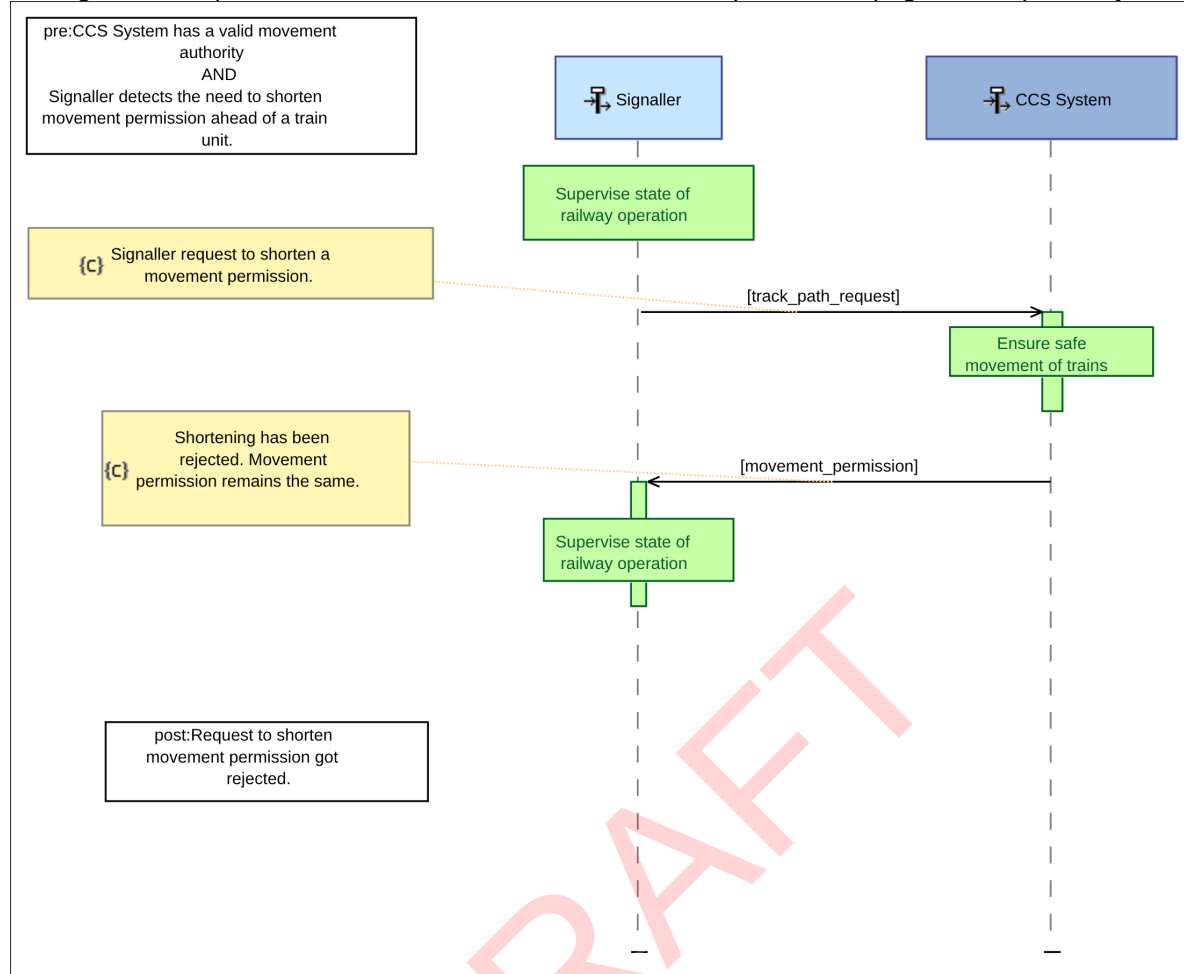 pre:CCS System has a valid movement
authority
AND
Signaller detects the need to shorten
movement permission ahead of a train
unit.
Signaller
CCS System
Supervise state of
railway operation
{c} Signaller request to shorten a
movement permission.
[track_path_request]
Ensure safe
movement of trains
Shortening has been
rejected. Movement
{c} permission remains the same.
[movement_permission]
Supervise state of
railway operation
post:Request to shorten
movement permission got
rejected.
RAFT